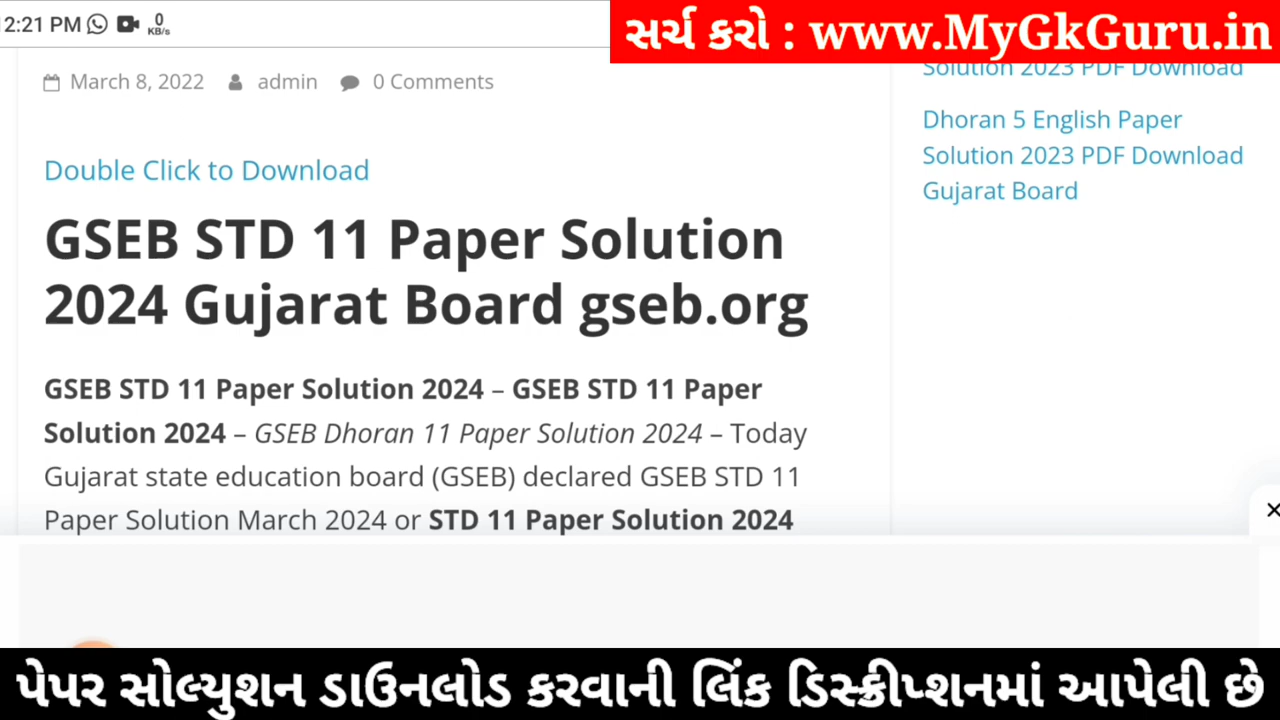 12:21 PM 0 KB/s
સર્ચ કરો : www.MyGkGuru.in
March 8, 2022 admin 0 Comments
Double Click to Download
GSEB STD 11 Paper Solution
2024 Gujarat Board gseb.org
GSEB STD 11 Paper Solution 2024 – GSEB STD 11 Paper
Solution 2024 – GSEB Dhoran 11 Paper Solution 2024 – Today
Gujarat state education board (GSEB) declared GSEB STD 11
Paper Solution March 2024 or STD 11 Paper Solution 2024
Solution 2023 PDF Download
Dhoran 5 English Paper
Solution 2023 PDF Download
Gujarat Board
પેપર સોલ્યુશન ડાઉનલોડ કરવાની લિંક ડિસ્ક્રીપ્શનમાં આપેલી છે